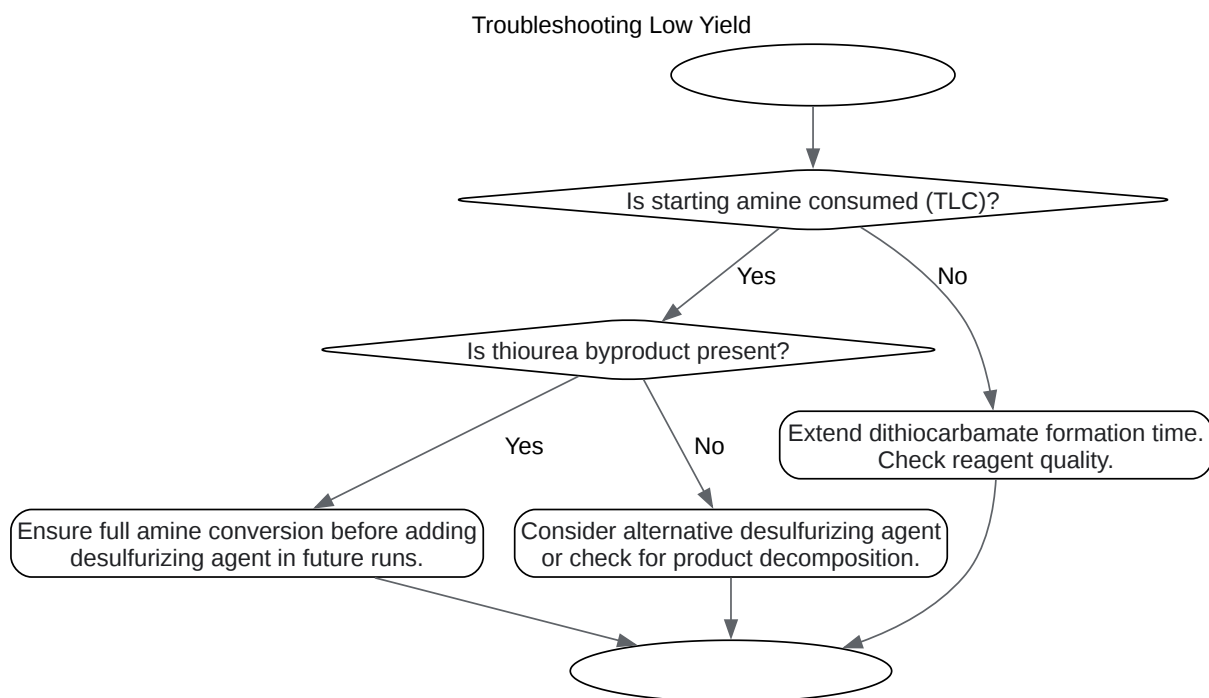 Troubleshooting Low Yield
Is starting amine consumed (TLC)?
Yes
No
Is thiourea byproduct present?
Extend dithiocarbamate formation time.
Check reagent quality.
Yes
No
Ensure full amine conversion before adding
desulfurizing agent in future runs.
Consider alternative desulfurizing agent
or check for product decomposition.